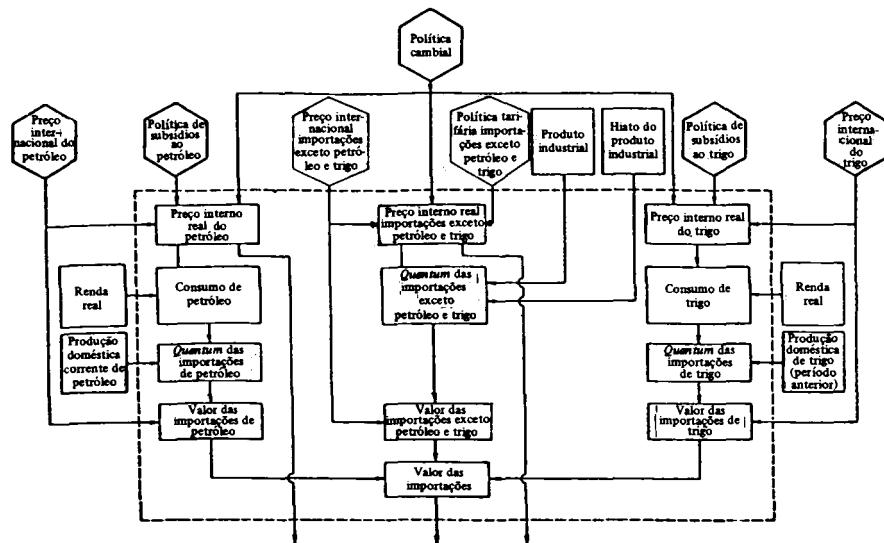 Política
cambial
Preço
inter-
nacional do
petróleo
Política de
subsídios
ao
petróleo
Preço inter-
nacional
importações
exceto petró-
leo e trigo
Política tari-
fária importa-
ções exceto
petróleo e
trigo
Produto
industrial
Hiato do
produto
industrial
Política
de subsídios
ao trigo
Preço
interna-
cional do
trigo
Preço interno
real do
petróleo
Preço interno real
importações exceto
petróleo e trigo
Preço interno real
do trigo
Renda
real
Consumo de
petróleo
Quantum das
importações
exceto
petróleo e trigo
Consumo de
trigo
Renda
real
Produção
doméstica
corrente de
petróleo
Quantum das
importações
de petróleo
Quantum das
importações
de trigo
Produção
doméstica
de trigo
(período
anterior)
Valor das
importações de
petróleo
Valor das
importações exceto
petróleo e trigo
Valor das
importações de
trigo
Valor das
importações